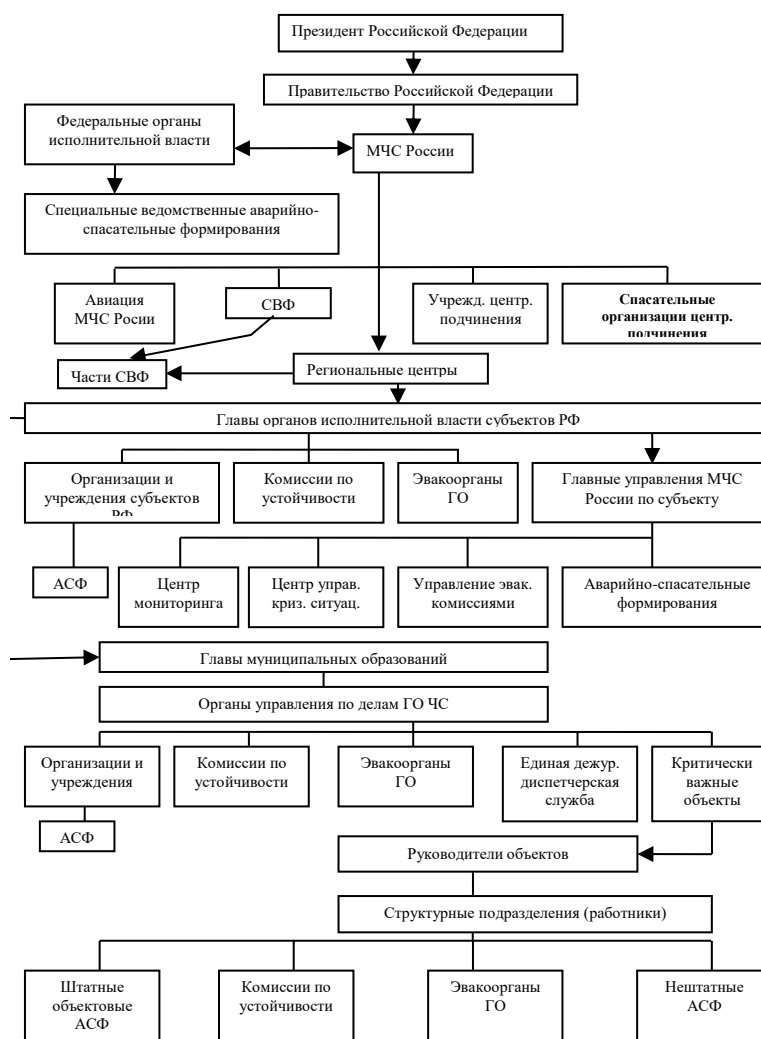 Президент Российской Федерации
Правительство Российской Федерации
Федеральные органы
исполнительной власти
МЧС России
Специальные ведомственные аварийно-
спасательные формирования
Авиация
МЧС Росии
СВФ
Учрежд. центр.
подчинения
Спасательные
организации центр.
подчинения
Части СВФ
Региональные центры
Главы органов исполнительной власти субъектов РФ
Организации и
учреждения субъектов
РФ
Комиссии по
устойчивости
Эвакоорганы
ГО
Главные управления МЧС
России по субъекту
АСФ
Центр
мониторинга
Центр управ.
криз. ситуац.
Управление эвак.
комиссиями
Аварийно-спасательные
формирования
Главы муниципальных образований
Органы управления по делам ГО ЧС
Организации и
учреждения
Комиссии по
устойчивости
Эвакоорганы
ГО
Единая дежур.
диспетчерская
служба
Критически
важные
объекты
АСФ
Руководители объектов
Структурные подразделения (работники)
Штатные
объектовые
АСФ
Комиссии по
устойчивости
Эвакоорганы
ГО
Нештатные
АСФ